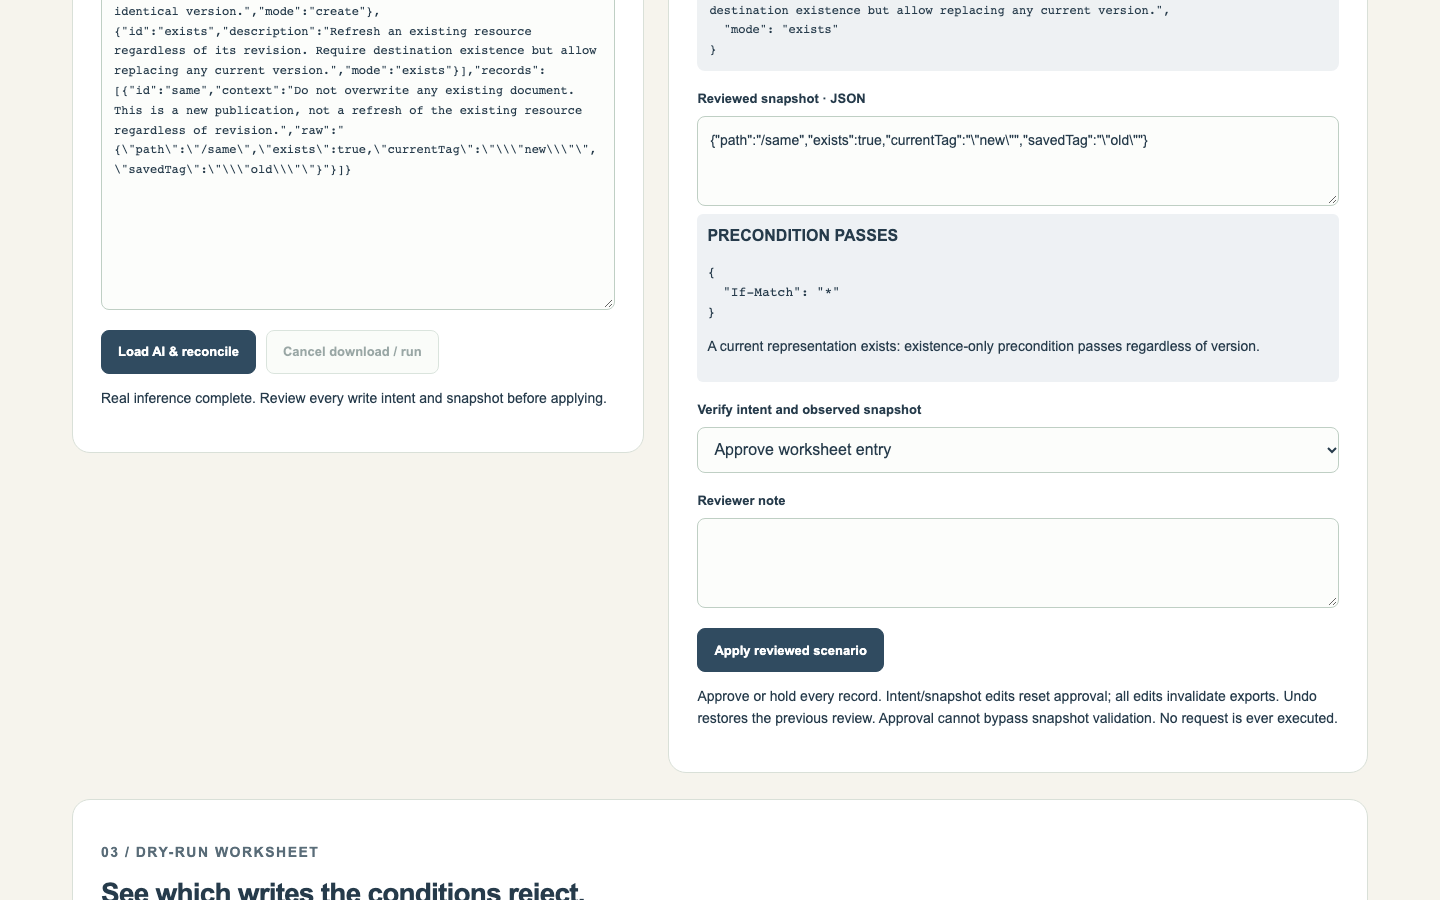 identical version.","mode":"create"},
{"id":"exists","description":"Refresh an existing resource
regardless of its revision. Require destination existence but allow
replacing any current version.","mode":"exists"}],"records":
[{"id":"same","context":"Do not overwrite any existing document.
This is a new publication, not a refresh of the existing resource
regardless of revision.","raw":"
{\"path\":\"/same\",\"exists\":true,\"currentTag\":\"\\\"new\\\"\",
\"savedTag\":\"\\\"old\\\"\"}"}]}
Load AI & reconcile
Cancel download / run
Real inference complete. Review every write intent and snapshot before applying.
destination existence but allow replacing any current version.",
"mode": "exists"
}
Reviewed snapshot · JSON
{"path":"/same","exists":true,"currentTag":"\"new\"","savedTag":"\"old\""}
PRECONDITION PASSES
{
"If-Match": "*"
}
A current representation exists: existence-only precondition passes regardless of version.
Verify intent and observed snapshot
Approve worksheet entry
Reviewer note
Apply reviewed scenario
Approve or hold every record. Intent/snapshot edits reset approval; all edits invalidate exports. Undo
restores the previous review. Approval cannot bypass snapshot validation. No request is ever executed.
03 / DRY-RUN WORKSHEET
See which writes the conditions reject.